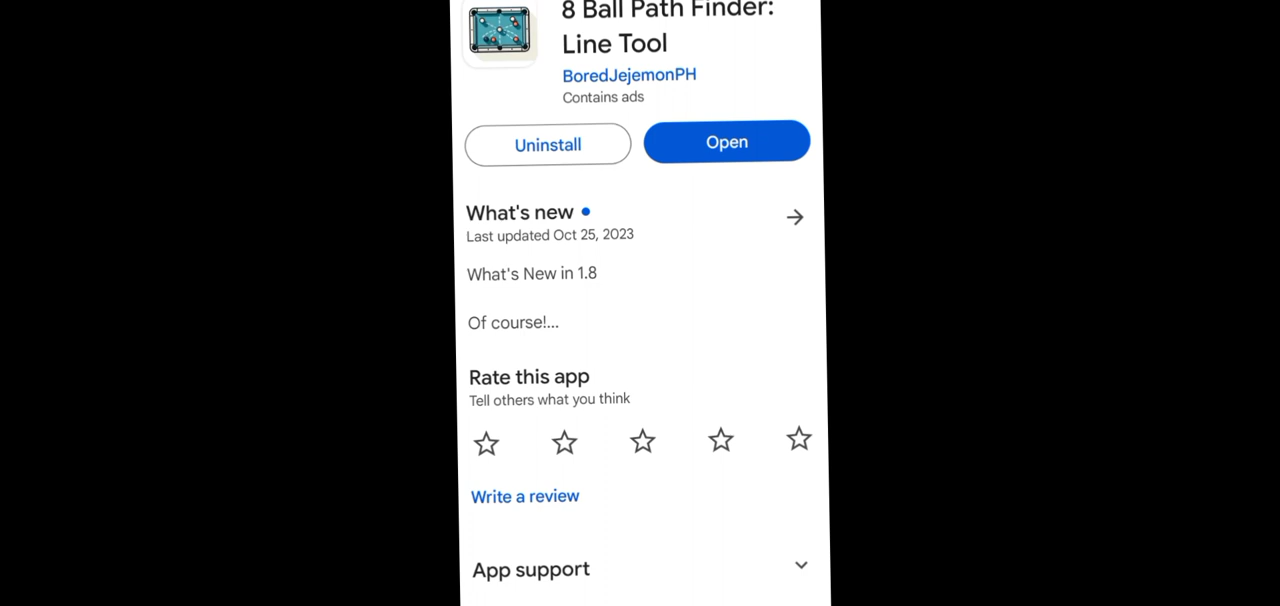 8 Ball Path Finder:
Line Tool
BoredJejemonPH
Contains ads
Uninstall
Open
What's new
Last updated Oct 25, 2023
What's New in 1.8
Of course!...
Rate this app
Tell others what you think
Write a review
App support